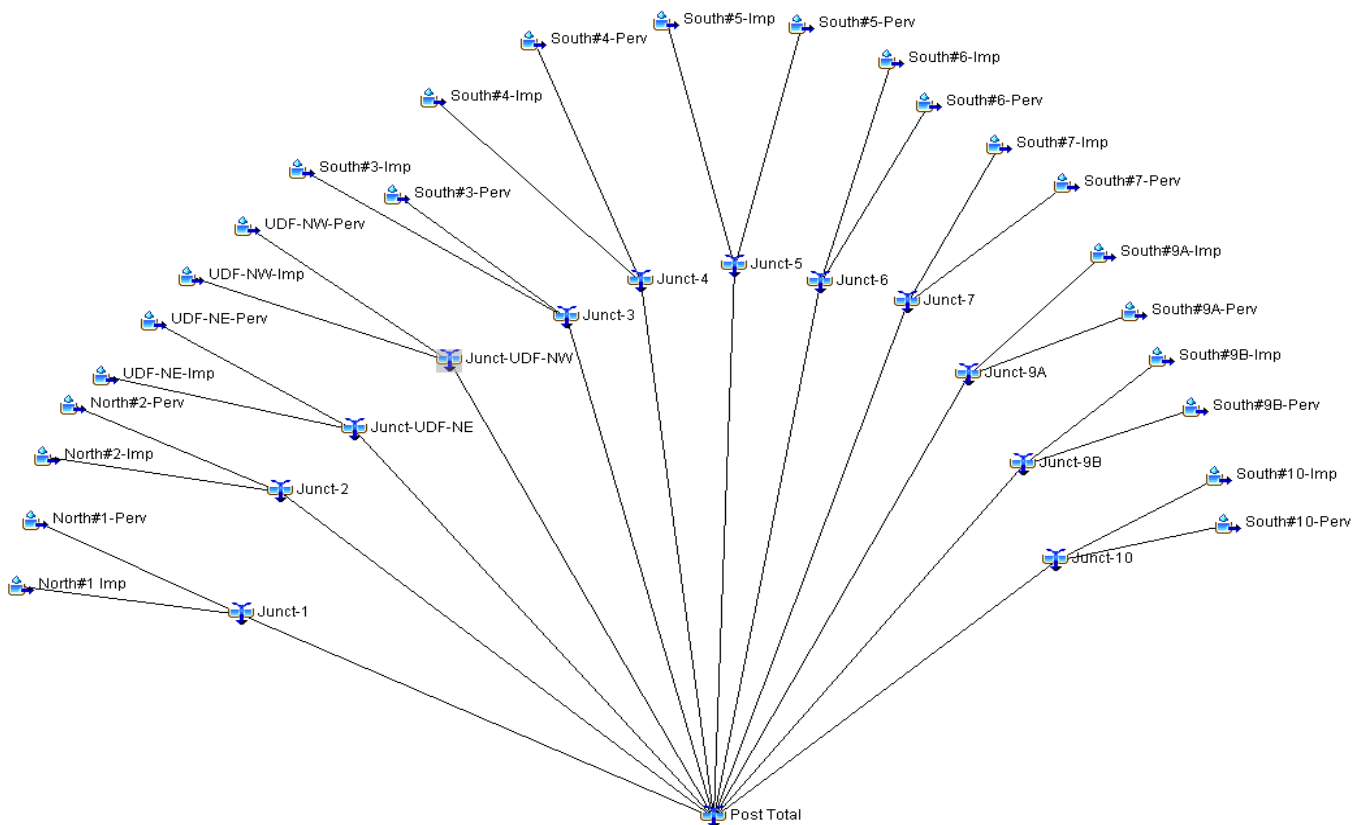 South#5-Imp
South#5-Perv
South#4-Perv
South#6-Imp
South#4-Imp
South#6-Perv
South#7-Imp
South#3-Imp
South#7-Perv
South#3-Perv
UDF-NW-Perv
South#9A-Imp
Junct-5
UDF-NW-Imp
Junct-4
Junct-6
Junct-7
South#9A-Perv
Junct-3
UDF-NE-Perv
South#9B-Imp
Junct-UDF-NW
Junct-9A
UDF-NE-Imp
North#2-Perv
South#9B-Perv
Junct-UDF-NE
North#2-Imp
Junct-9B
South#10-Imp
Junct-2
North#1-Perv
South#10-Perv
Junct-10
North#1 Imp
Junct-1
Post Total